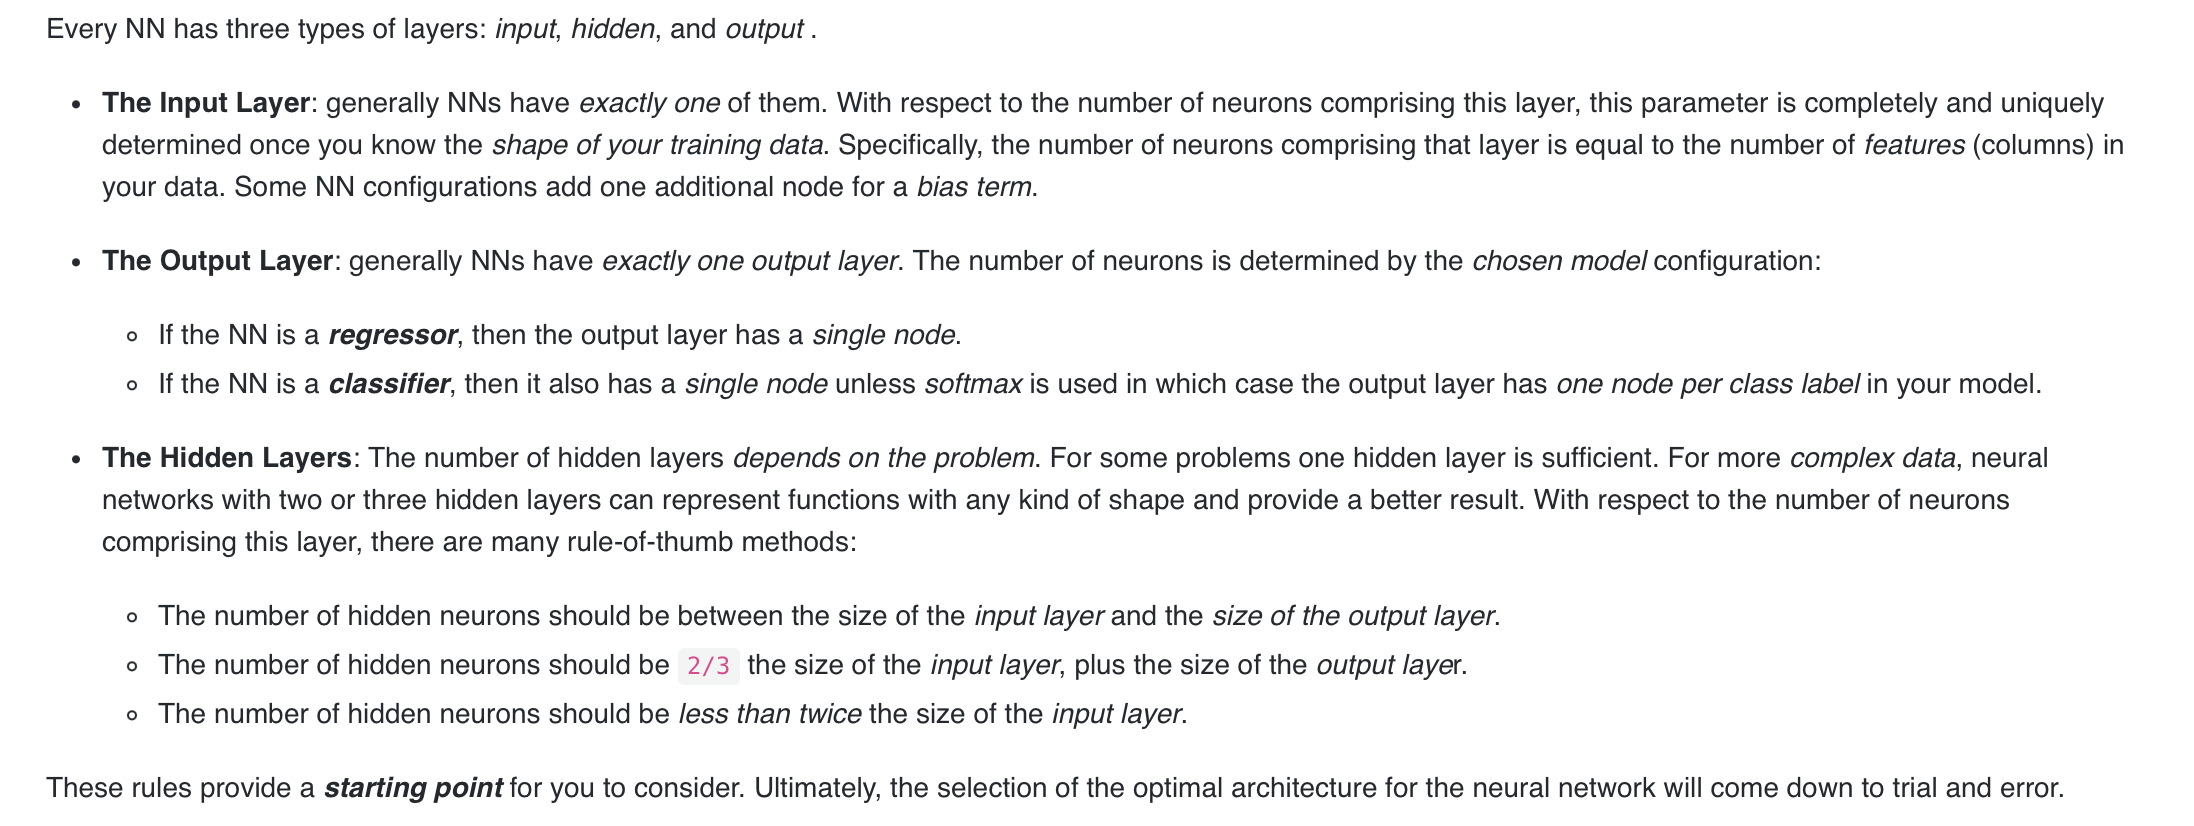 Every NN has three types of layers: input, hidden, and output .
• The Input Layer: generally NNs have exactly one of them. With respect to the number of neurons comprising this layer, this parameter is completely and uniquely
determined once you know the shape of your training data. Specifically, the number of neurons comprising that layer is equal to the number of features (columns) in
your data. Some NN configurations add one additional node for a bias term.
• The Output Layer: generally NNs have exactly one output layer. The number of neurons is determined by the chosen model configuration:
◦ If the NN is a regressor, then the output layer has a single node.
◦ If the NN is a classifier, then it also has a single node unless softmax is used in which case the output layer has one node per class label in your model.
• The Hidden Layers: The number of hidden layers depends on the problem. For some problems one hidden layer is sufficient. For more complex data, neural
networks with two or three hidden layers can represent functions with any kind of shape and provide a better result. With respect to the number of neurons
comprising this layer, there are many rule-of-thumb methods:
◦ The number of hidden neurons should be between the size of the input layer and the size of the output layer.
◦ The number of hidden neurons should be 2/3 the size of the input layer, plus the size of the output layer.
◦ The number of hidden neurons should be less than twice the size of the input layer.
These rules provide a starting point for you to consider. Ultimately, the selection of the optimal architecture for the neural network will come down to trial and error.